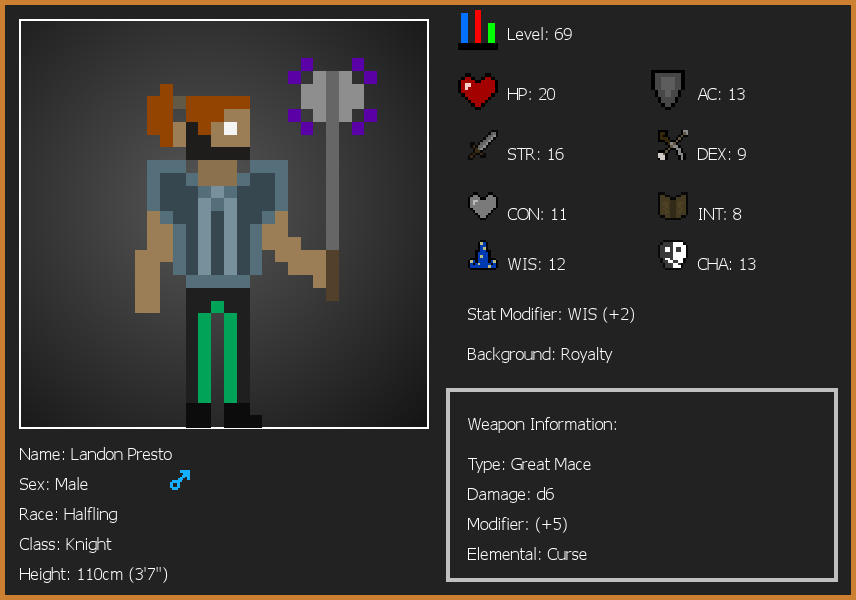 Level: 69
HP: 20
AC: 13
STR: 16
DEX: 9
CON: 11
INT: 8
WIS: 12
CHA: 13
Stat Modifier: WIS (+2)
Background: Royalty
Weapon Information:
Type: Great Mace
Damage: d6
Modifier: (+5)
Elemental: Curse
Name: Landon Presto
Sex: Male
Race: Halfling
Class: Knight
Height: 110cm (3'7")